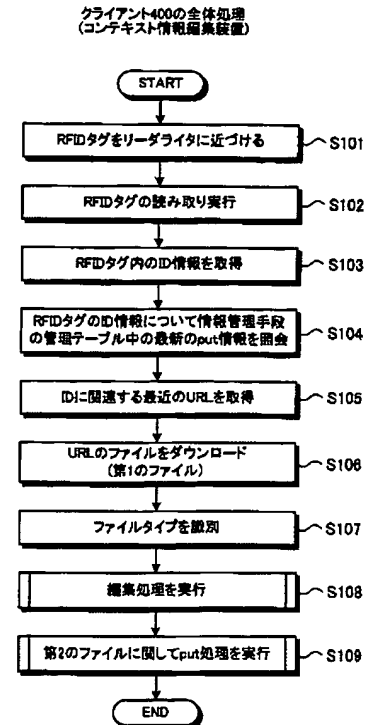 クライアント400の全体処理
(コンテキスト情報編集装置)
START
RFIDタグをリーダライタに近づける
S101
RFIDタグの読み取り実行
S102
RFIDタグ内のID情報を取得
S103
RFIDタグのID情報について情報管理手段
の管理テーブル中の最新のput情報を照会
S104
IDに関連する最近のURLを取得
S105
URLのファイルをダウンロード
(第1のファイル)
S106
ファイルタイプを識別
S107
編集処理を実行
S108
第2のファイルに関してput処理を実行
S109
END